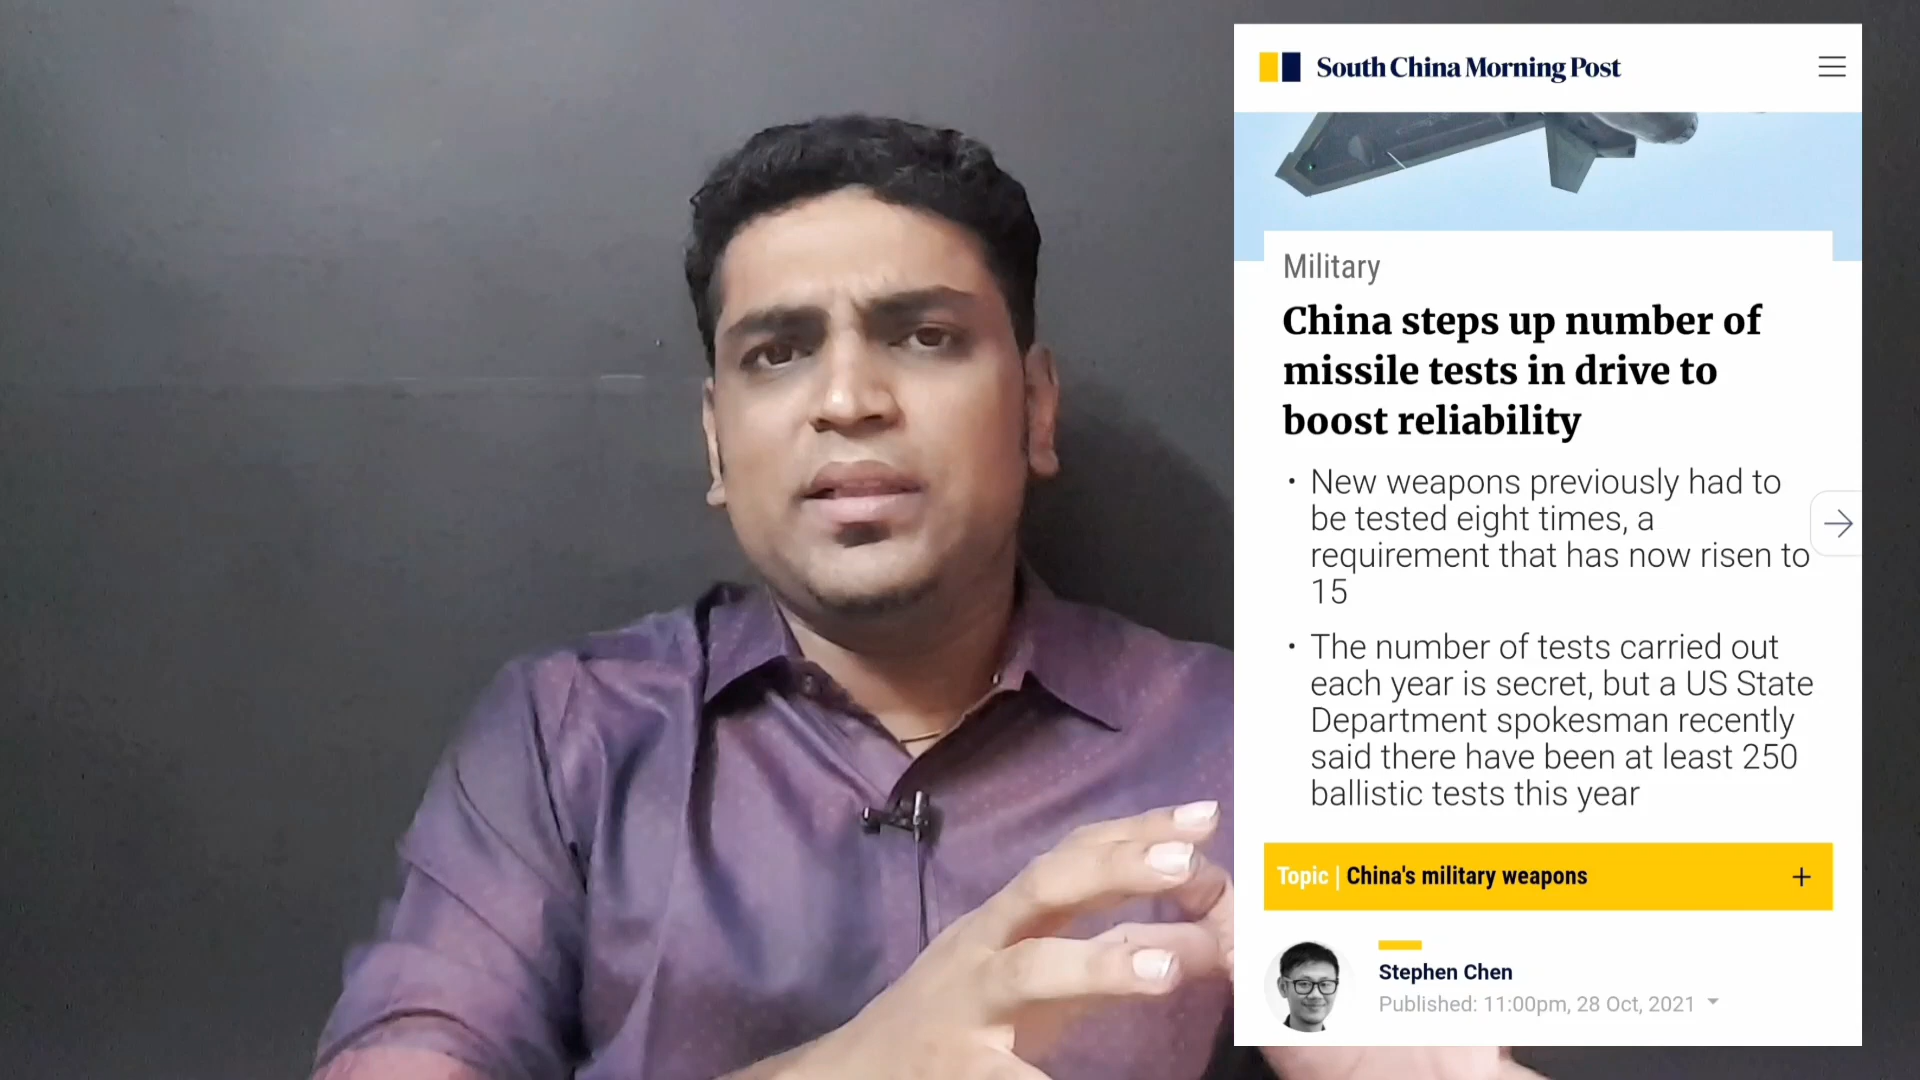 South China Morning Post
Military
China steps up number of
missile tests in drive to
boost reliability
• New weapons previously had to
be tested eight times, a
requirement that has now risen to
15
• The number of tests carried out
each year is secret, but a US State
Department spokesman recently
said there have been at least 250
ballistic tests this year
Topic | China's military weapons +
Stephen Chen
Published: 11:00pm, 28 Oct, 2021